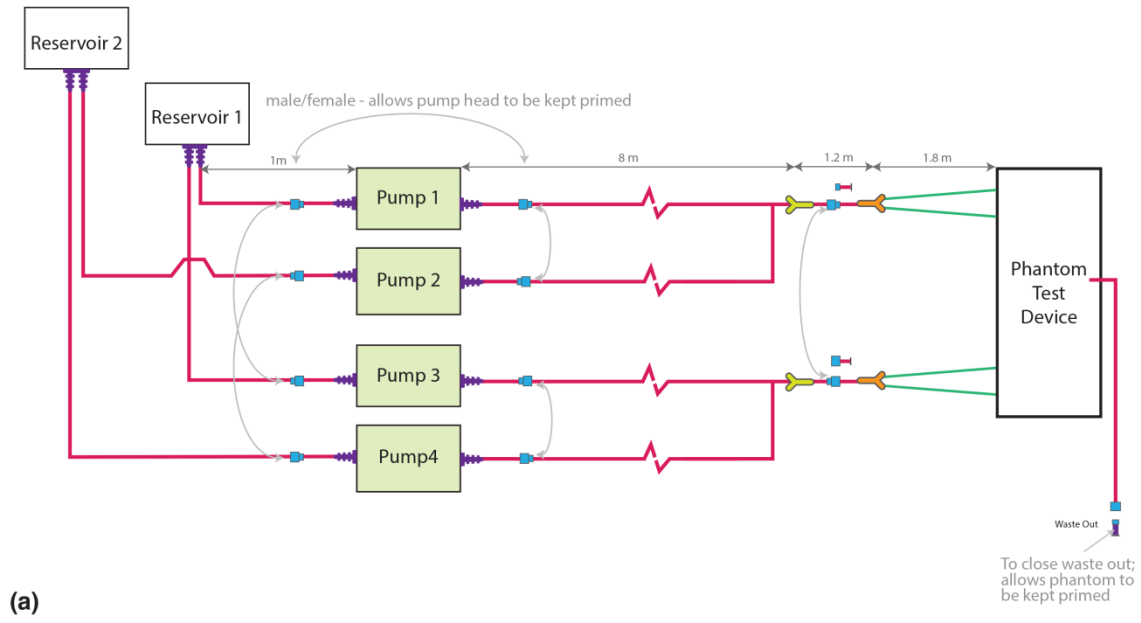 Reservoir 2
Reservoir 1
male/female - allows pump head to be kept primed
1m
8 m
1.2 m
1.8 m
Pump 1
Pump 2
Pump 3
Pump4
Phantom
Test
Device
Waste Out
To close waste out;
allows phantom to
be kept primed
(a)